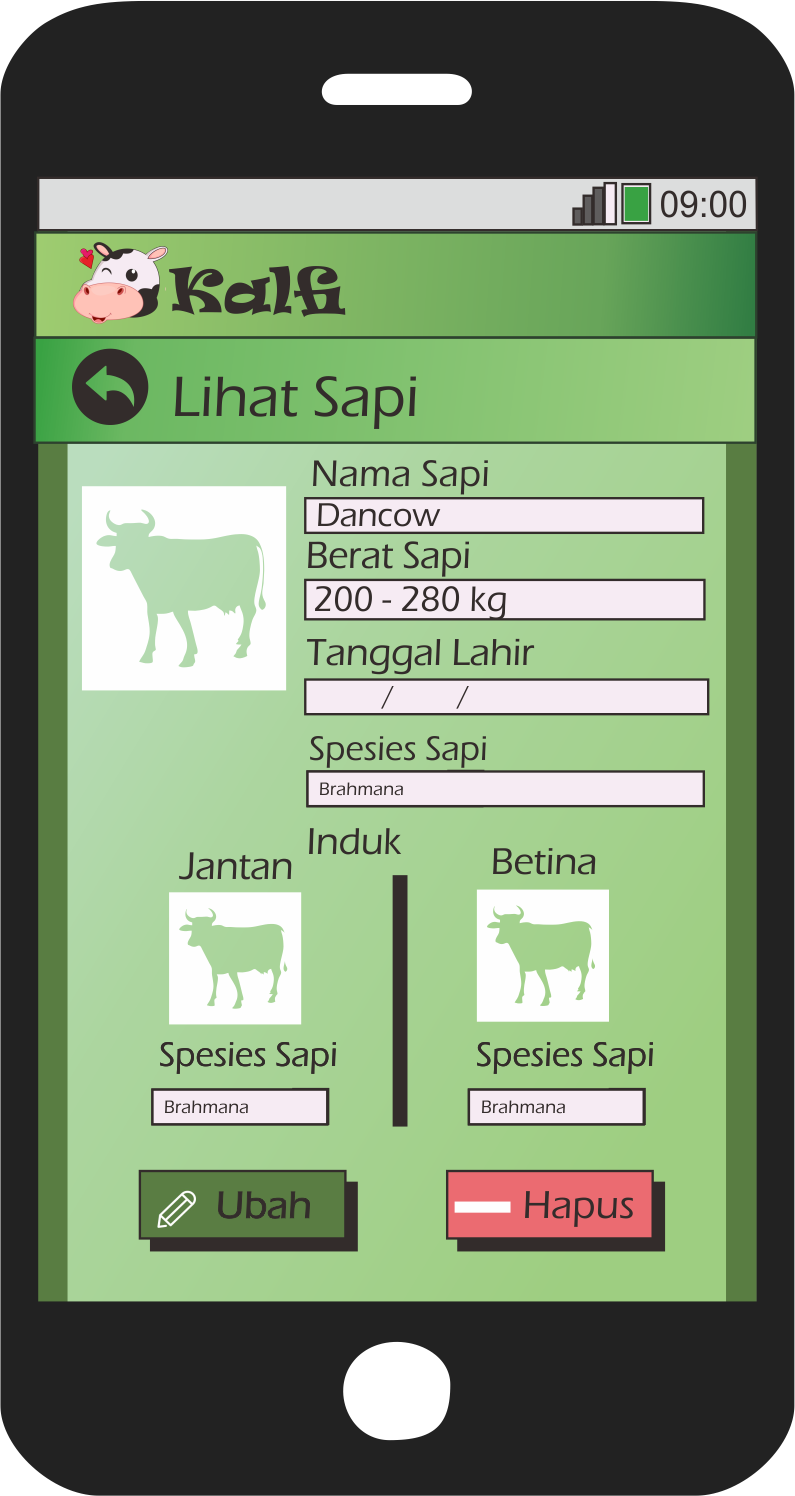 09:00
Kalfi
Lihat Sapi
Nama Sapi
Dancow
Berat Sapi
200 - 280 kg
Tanggal Lahir
/ /
Spesies Sapi
Brahmana
Induk
Jantan
Betina
Spesies Sapi
Spesies Sapi
Brahmana
Brahmana
Ubah
Hapus